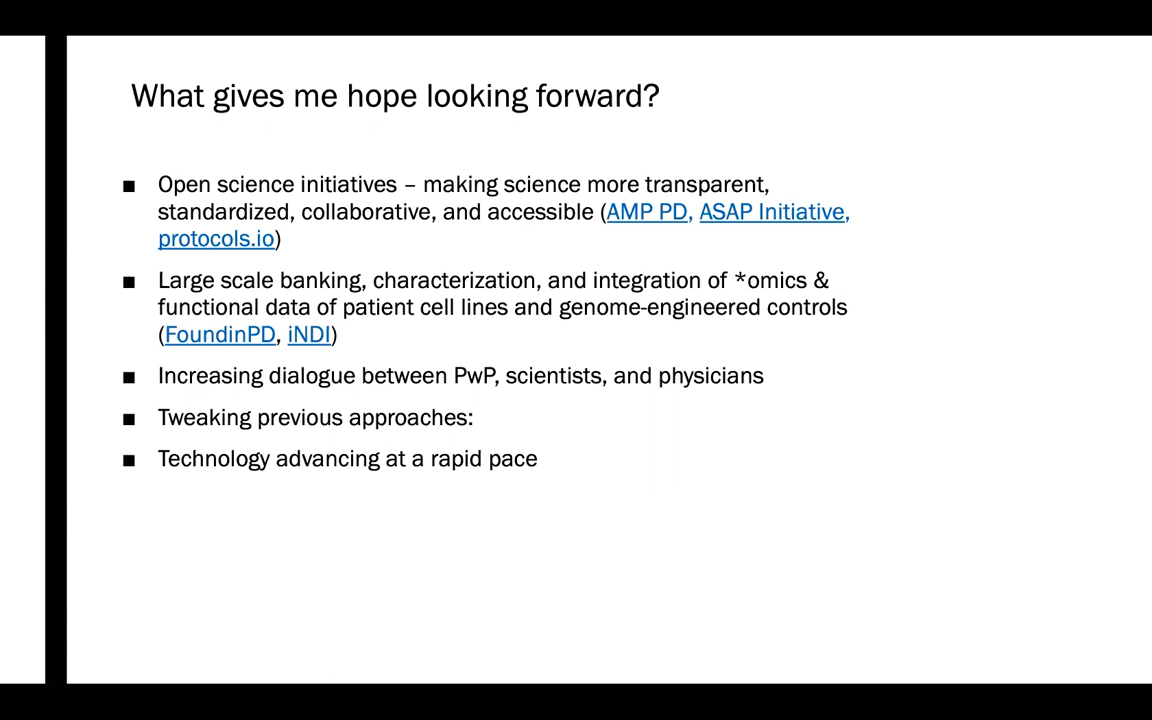 What gives me hope looking forward?
■ Open science initiatives – making science more transparent,
standardized, collaborative, and accessible (AMP PD, ASAP Initiative,
protocols.io)
■ Large scale banking, characterization, and integration of *omics &
functional data of patient cell lines and genome-engineered controls
(FoundinPD, iNDI)
■ Increasing dialogue between PwP, scientists, and physicians
■ Tweaking previous approaches:
■ Technology advancing at a rapid pace